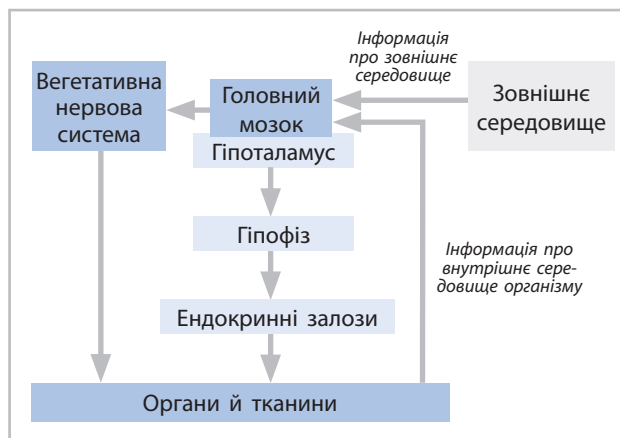 Інформація
про зовнішнє
середовище
Вегетативна
нервова
система
Головний
мозок
Зовнішнє
середовище
Гіпоталамус
Гіпофіз
Інформація про
внутрішнє сере-
довище організму
Ендокринні залози
Органи й тканини